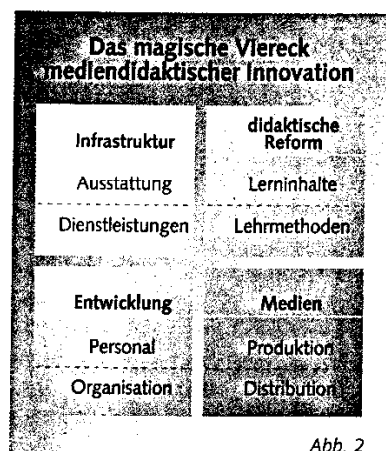 Das magische Viereck
mediendidaktischer Innovation
Infrastruktur
Ausstattung
Dienstleistungen
didaktische
Reform
Lerninhalte
Lehrmethoden
Entwicklung
Personal
Organisation
Medien
Produktion
Distribution
Abb. 2